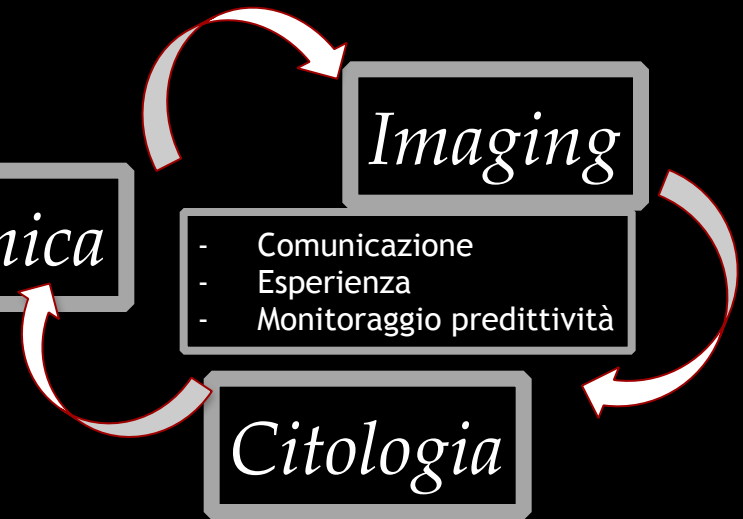 Imaging
nica
- Comunicazione
- Esperienza
- Monitoraggio predittività
Citologia